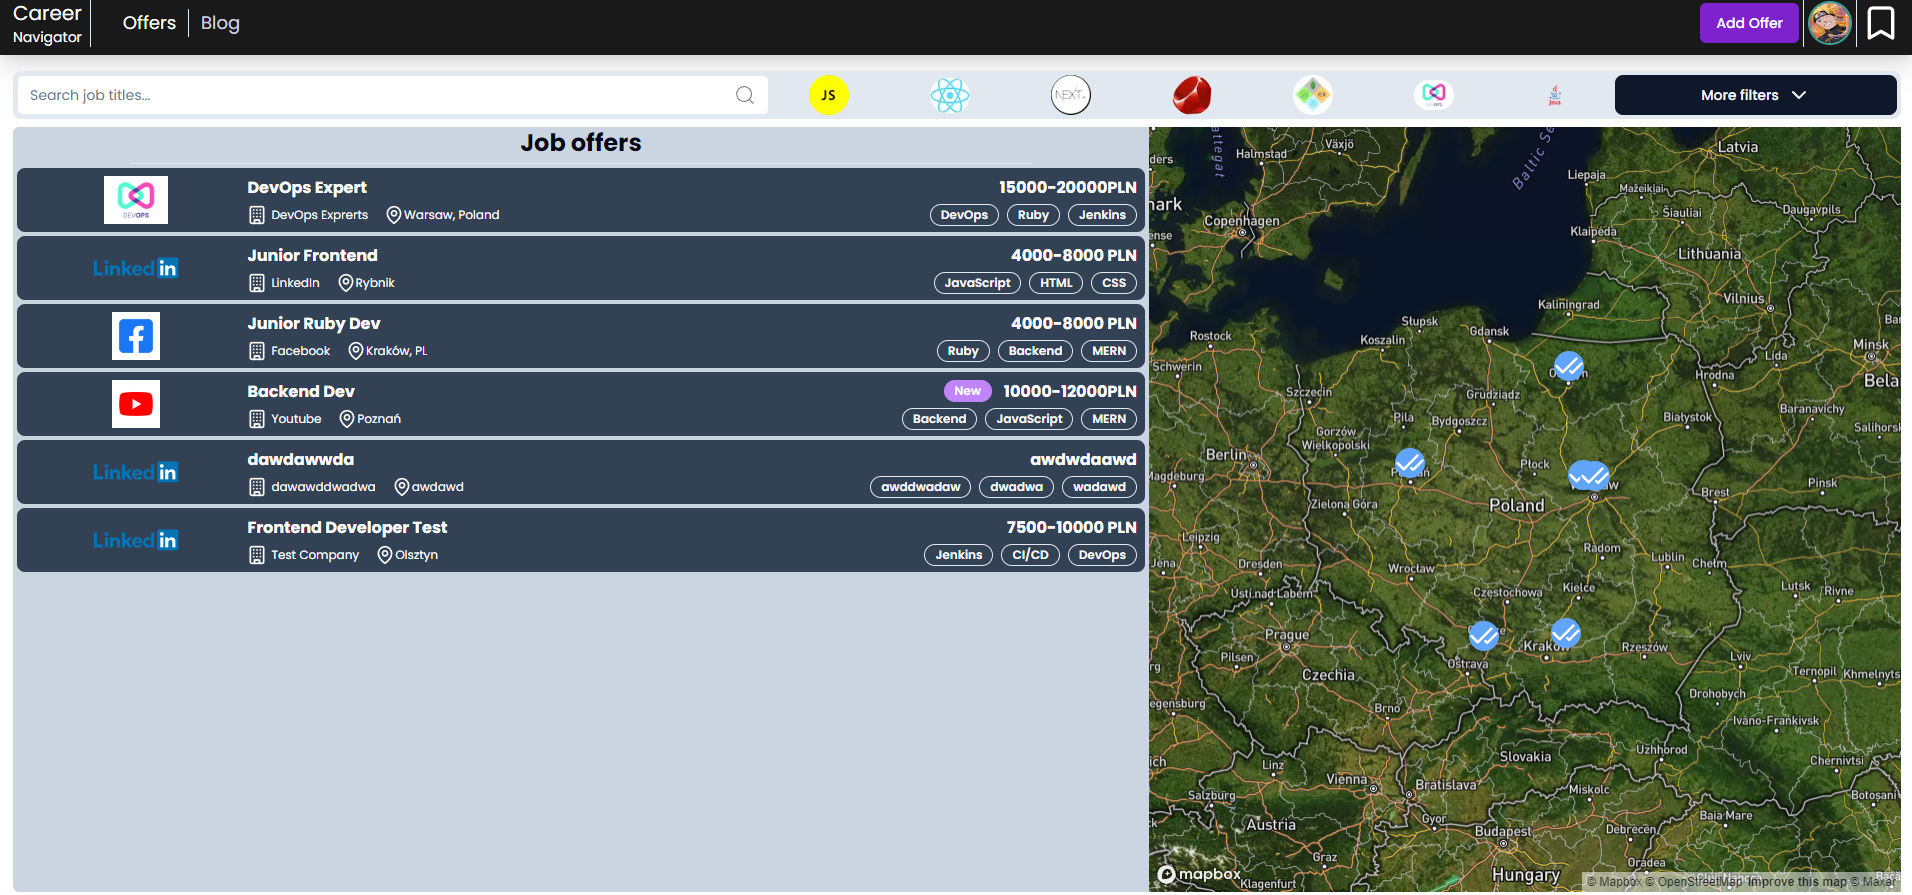 Career
Navigator
Offers
Blog
Add Offer
Search job titles...
JS
NEXT
DEVOPS
Java
More filters
Job offers
DEVOPS
DevOps Expert
15000-20000PLN
DevOps Exprerts
Warsaw, Poland
DevOps
Ruby
Jenkins
Linkedin
Junior Frontend
4000-8000 PLN
LinkedIn
Rybnik
JavaScript
HTML
CSS
Junior Ruby Dev
4000-8000 PLN
Facebook
Kraków, PL
Ruby
Backend
MERN
Backend Dev
New
10000-12000PLN
Youtube
Poznań
Backend
JavaScript
MERN
Linkedin
dawdawwda
awdwdaawd
dawawddwadwa
awdawd
awddwadaw
dwadwa
wadawd
Linkedin
Frontend Developer Test
7500-10000 PLN
Test Company
Olsztyn
Jenkins
CI/CD
DevOps
Växjö
Halmstad
Baltic Se
Latvia
Liepaja
Mažeikiai
Šiauliai
Daugavpils
Copenhagen
Klaipėda
Lithuania
Vilnius
Kaliningrad
Słupsk
Gdansk
Koszalin
Rostock
Minsk
Lida
Hrodna
Schwerin
Szczecin
Grudziądz
Bela
Baranavichy
Białystok
Pila
Bydgoszcz
Gorzów
Wielkopolski
Salihors
Berlin
Płock
Magdeburg
Pinsk
Brest
Zielona Góra
Poland
Leipzig
Radom
Lublin
Chełm
Jena
Dresden
Wrocław
Kielce
Częstochowa
Lutsk
Rivne
Ústí nad Labem
Prague
Kraków
Rzeszów
Lviv
Pilsen
Ostrava
Ternopil
Khmelnyts
Czechia
Drohobych
Brno
Ivano-Frankivsk
Uzhhorod
Slovakia
Chernivtsi
Linz
Vienna
Bratislava
Miskolc
Salzburg
Botosani
Baia Mare
Austria
Gyor
Budapest
Debrecen
Graz
Oradea
Hungary
Klagenfurt
mapbox
© Mapbox © OpenStreetMap Improve this map © Maxar